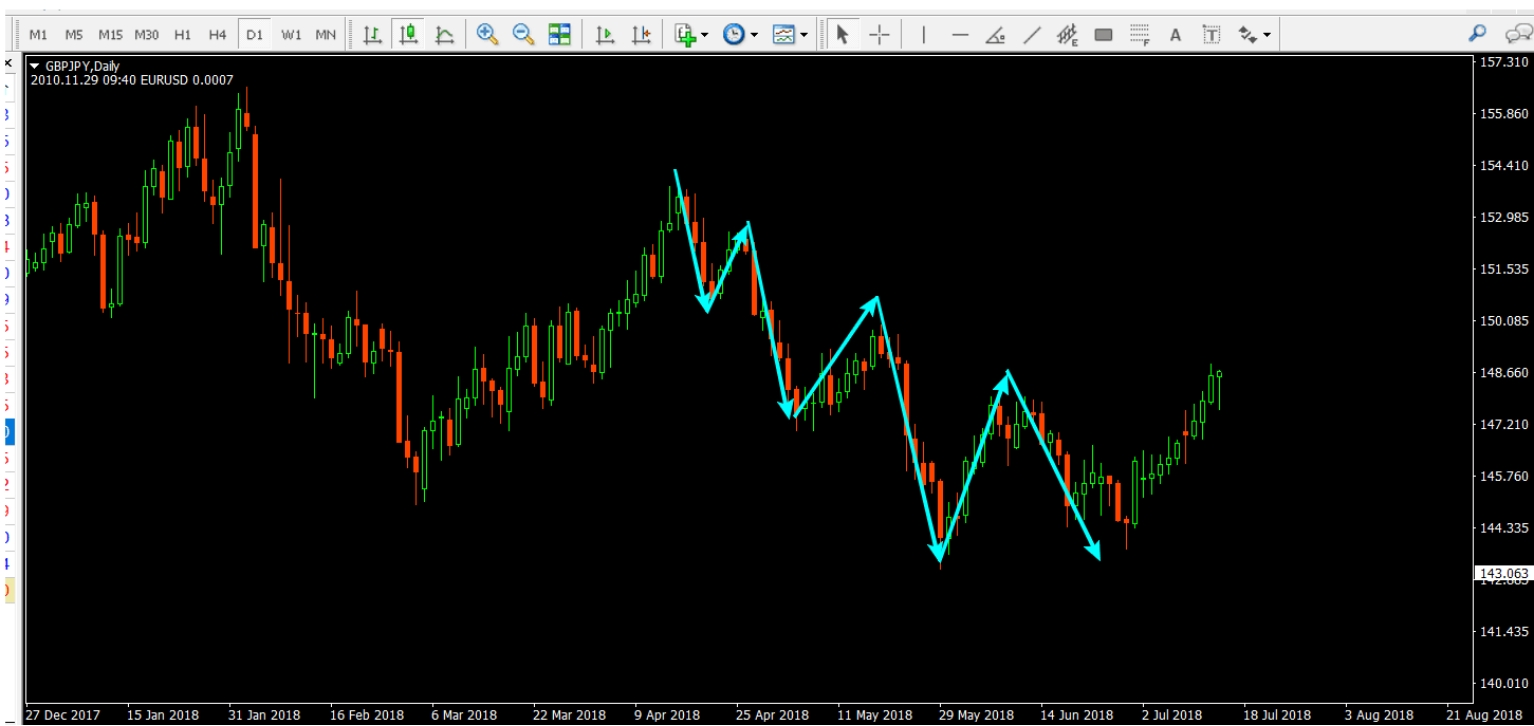 M1 M5 M15 M30 H1 H4 D1 W1 MN
E F A T
GBPJPY,Daily
2010.11.29 09:40 EURUSD 0.0007
157.310
155.860
154.410
152.985
151.535
150.085
148.660
147.210
145.760
144.335
143.063
141.435
140.010
27 Dec 2017 15 Jan 2018 31 Jan 2018 16 Feb 2018 6 Mar 2018 22 Mar 2018 9 Apr 2018 25 Apr 2018 11 May 2018 29 May 2018 14 Jun 2018 2 Jul 2018 18 Jul 2018 3 Aug 2018 21 Aug 2018